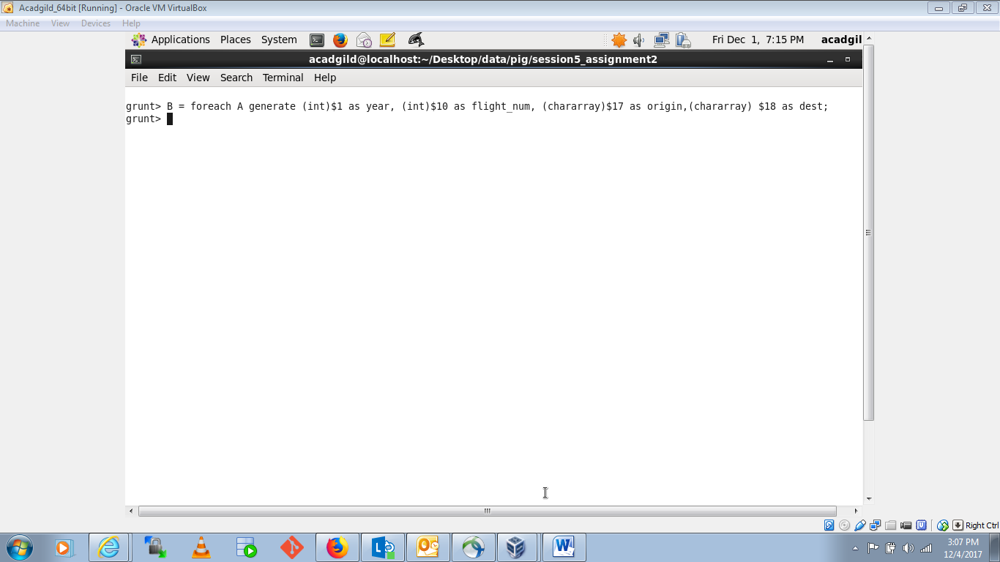 Acadgild_64bit [Running] - Oracle VM VirtualBox
Machine View Devices Help
Applications Places System Fri Dec 1, 7:15 PM acadgil
acadgild@localhost:~/Desktop/data/pig/session5_assignment2
File Edit View Search Terminal Help
grunt> B = foreach A generate (int)$1 as year, (int)$10 as flight_num, (chararray)$17 as origin,(chararray) $18 as dest;
grunt>
Right Ctrl
3:07 PM
12/4/2017